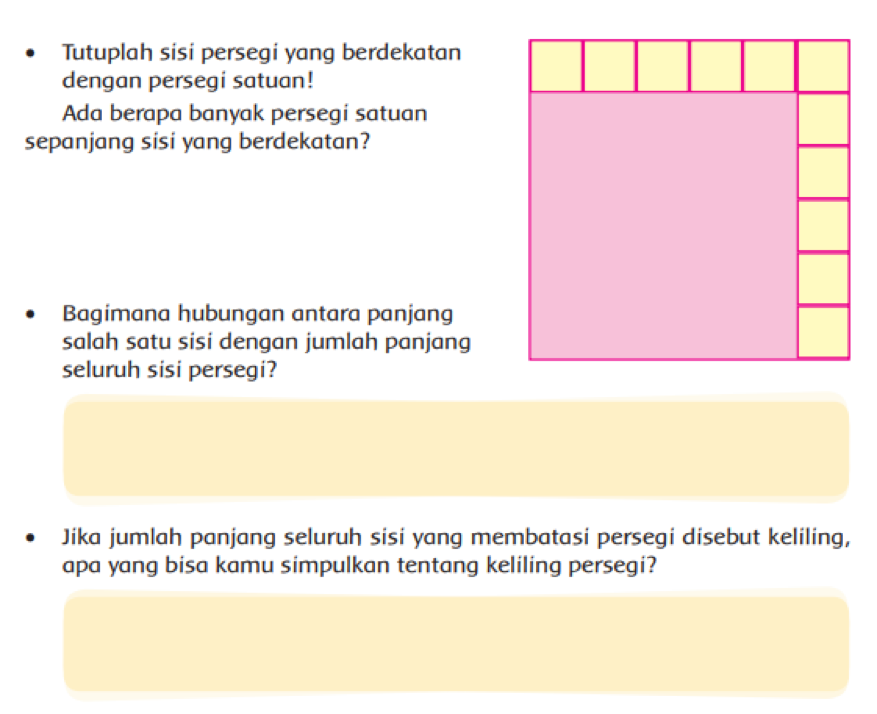 • Tutuplah sisi persegi yang berdekatan
dengan persegi satuan!
Ada berapa banyak persegi satuan
sepanjang sisi yang berdekatan?
• Bagimana hubungan antara panjang
salah satu sisi dengan jumlah panjang
seluruh sisi persegi?
• Jika jumlah panjang seluruh sisi yang membatasi persegi disebut keliling,
apa yang bisa kamu simpulkan tentang keliling persegi?